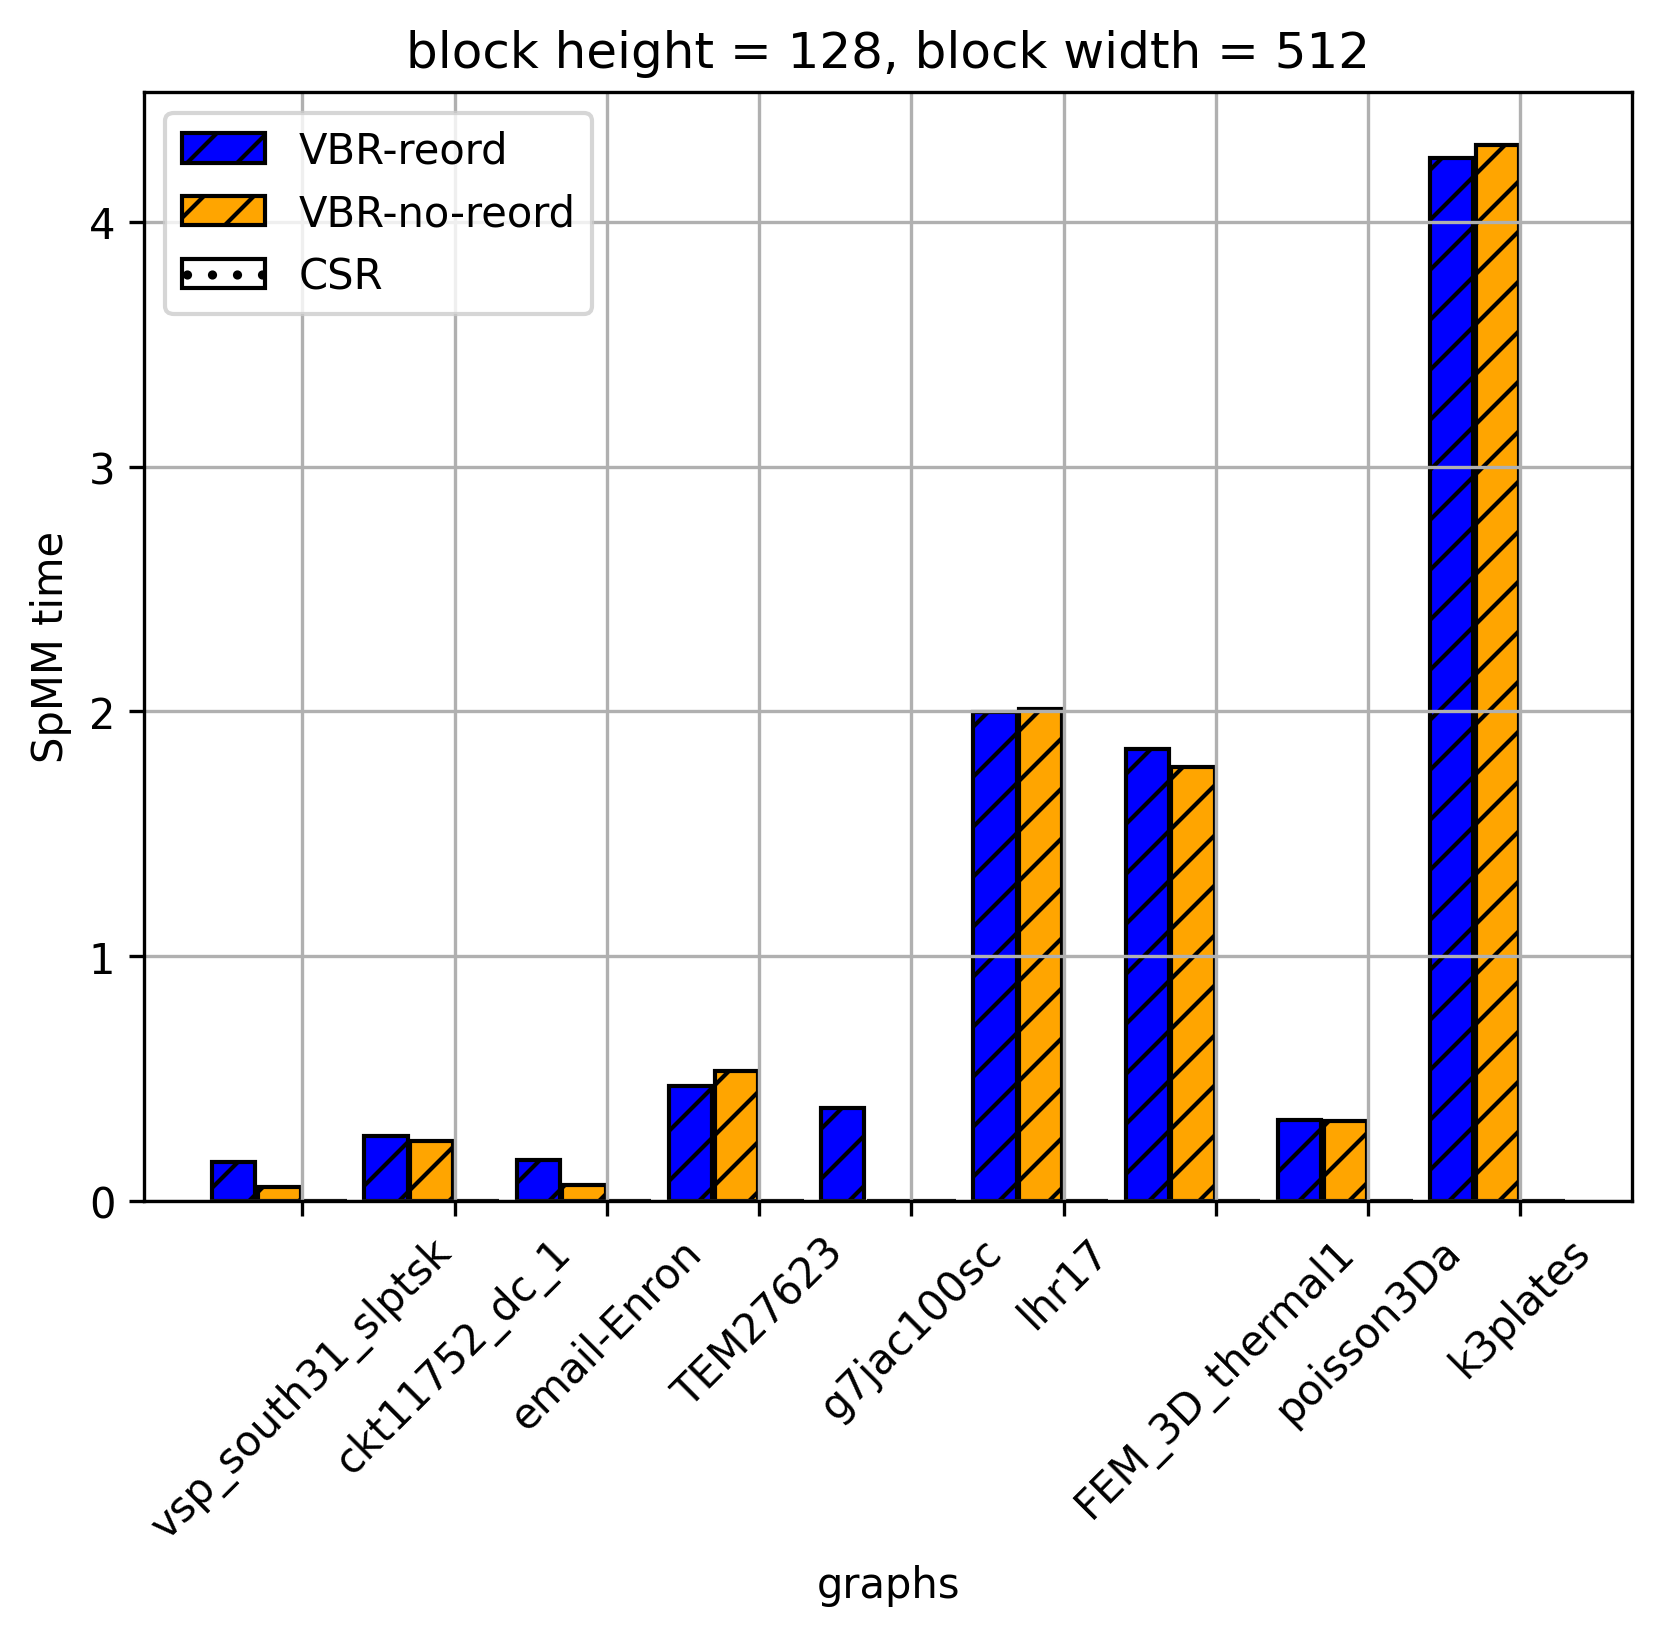 block height = 128, block width = 512
VBR-reord
VBR-no-reord
CSR
SpMM time
4
3
2
1
0
vsp_south31_slptsk
ckt11752_dc_1
email-Enron
TEM27623
g7jac100sc
lhr17
FEM_3D_thermal1
poisson3Da
k3plates
graphs